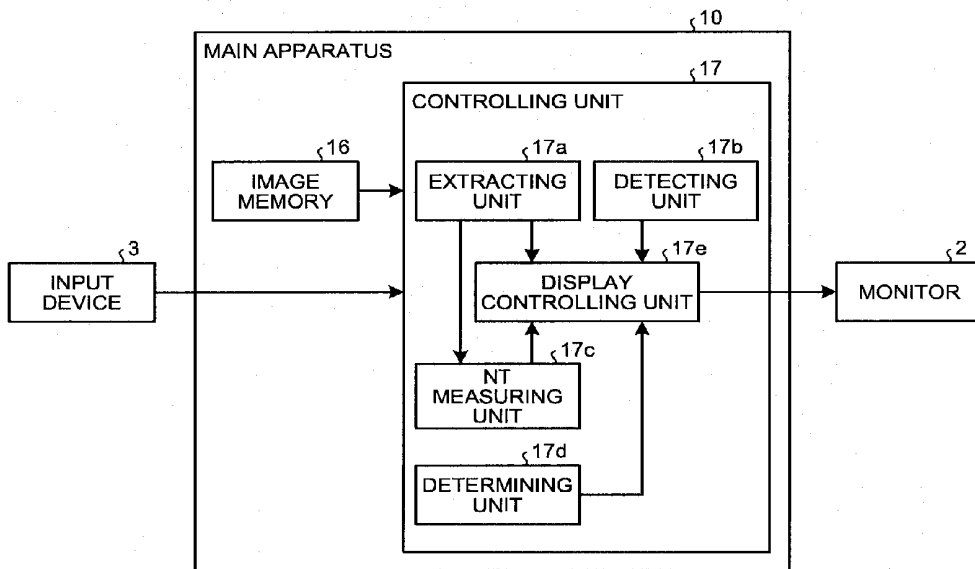 10
MAIN APPARATUS
17
CONTROLLING UNIT
16
IMAGE
MEMORY
17a
EXTRACTING
UNIT
17b
DETECTING
UNIT
3
INPUT
DEVICE
17e
DISPLAY
CONTROLLING UNIT
2
MONITOR
17c
NT
MEASURING
UNIT
17d
DETERMINING
UNIT